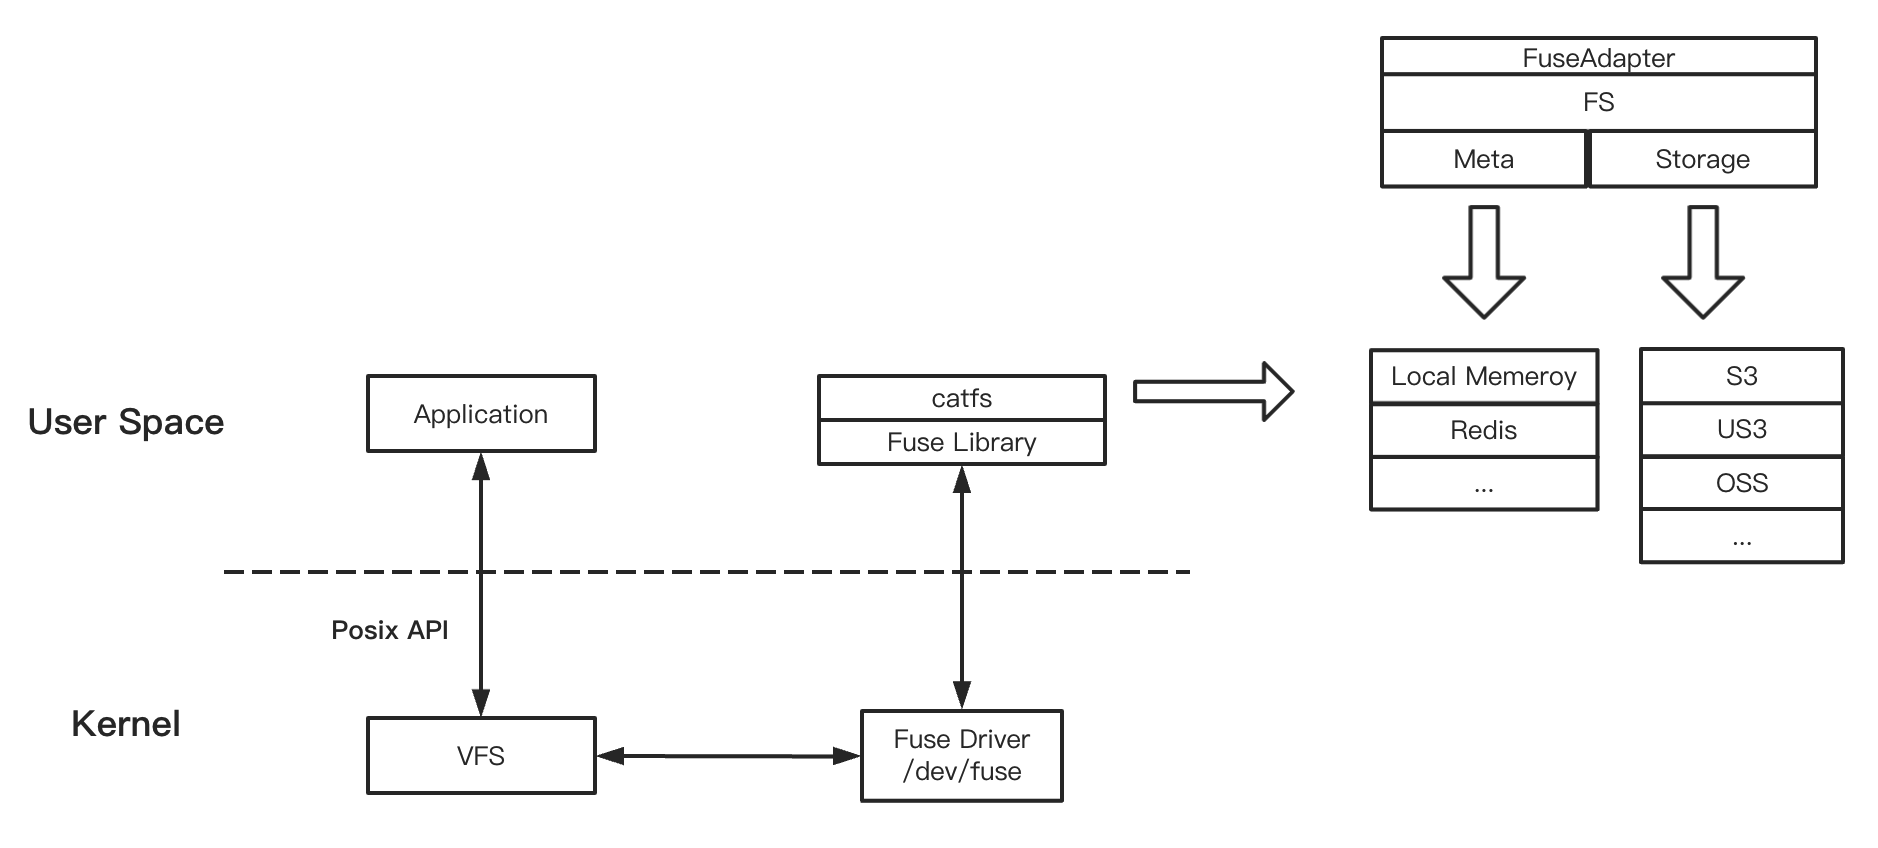 FuseAdapter
FS
Meta
Storage
Local Memeroy
Redis
...
S3
US3
OSS
...
User Space
Application
catfs
Fuse Library
Posix API
Kernel
VFS
Fuse Driver
/dev/fuse